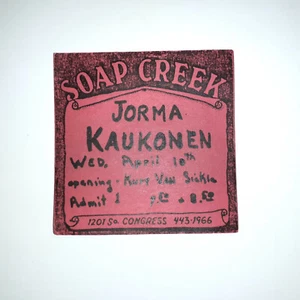 SOAP CREEK
JORMA
KAUKONEN
WED, April 10th
opening - Kurt Van Sickle
Admit 1
1201 So. CONGRESS 443-1966